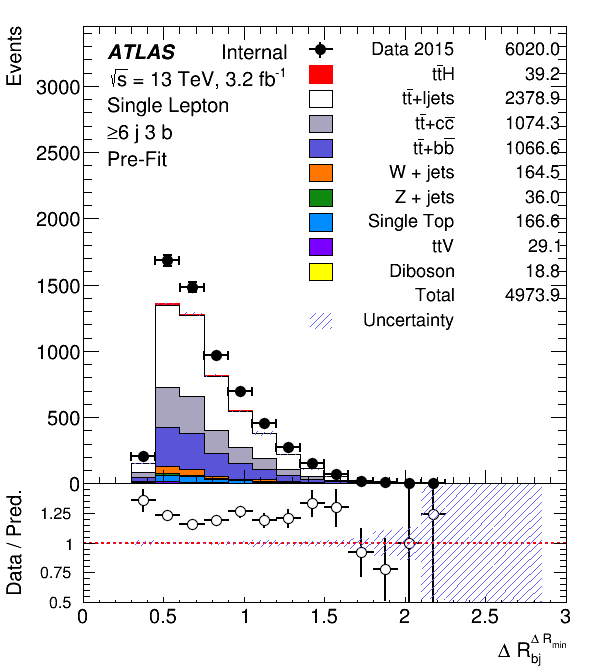 Events
ATLAS Internal
√s = 13 TeV, 3.2 fb⁻¹
Single Lepton
≥6 j 3 b
Pre-Fit
Data 2015 6020.0
tt̄H 39.2
tt̄+ljets 2378.9
tt̄+cc̄ 1074.3
tt̄+bb̄ 1066.6
W + jets 164.5
Z + jets 36.0
Single Top 166.6
ttV 29.1
Diboson 18.8
Total 4973.9
Uncertainty
3000
2500
2000
1500
1000
500
0
Data / Pred.
1.25
1
0.75
0.5
0 0.5 1 1.5 2 2.5 3
Δ R_bj^Δ R_min